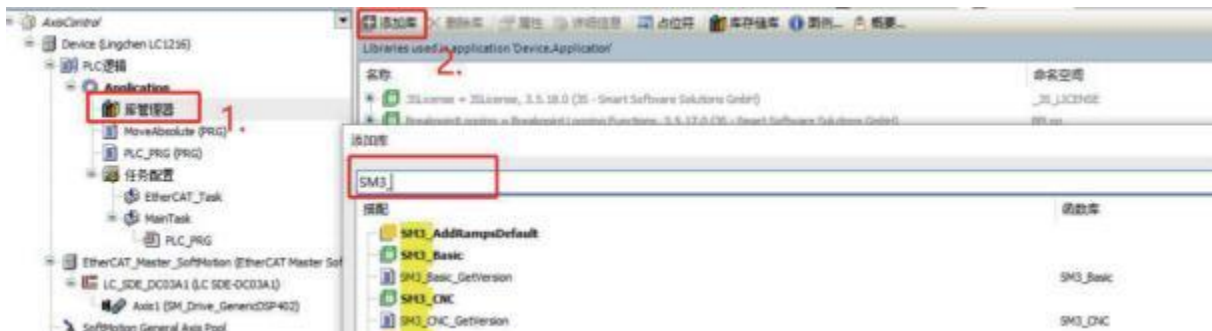 AxisControl
Device (Lingchen LC1216)
PLC逻辑
Application
库管理器
MoveAbsolute (PRG)
PLC_PRG (PRG)
任务配置
EtherCAT_Task
MainTask
PLC_PRG
EtherCAT_Master_SoftMotion (EtherCAT Master Sof
LC_SDE_DC03A1 (LC SDE-DC03A1)
Axis1 (SM_Drive_GenericDSP402)
SoftMotion General Axis Pool
1.
添加库 删除库 属性 详细信息 占位符 库存储库 图例... 概要...
Libraries used in application 'Device.Application'
2.
名称 命名空间
3SLicense = 3SLicense, 3.5.18.0 (3S - Smart Software Solutions GmbH) _3S_LICENSE
添加库
SM3_
搭配 函数库
SM3_AddRampsDefault
SM3_Basic
SM3_Basic_GetVersion SM3_Basic
SM3_CNC
SM3_CNC_GetVersion SM3_CNC